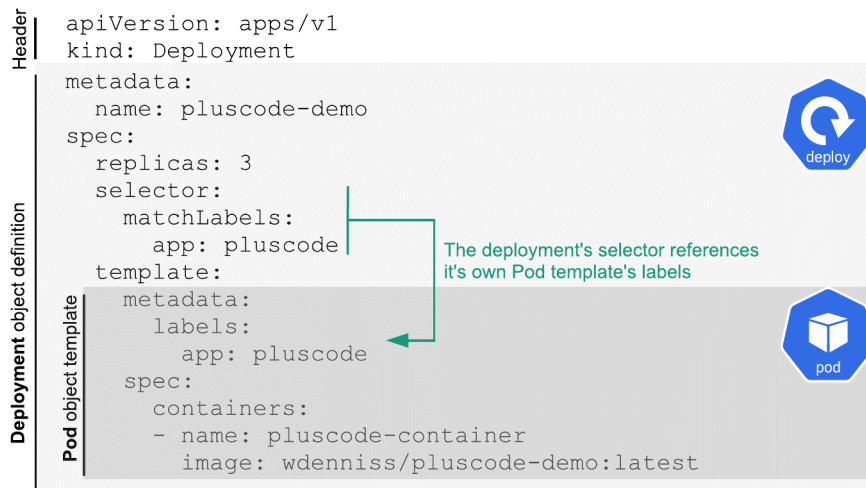 Header
apiVersion: apps/v1
kind: Deployment
Deployment object definition
metadata:
  name: pluscode-demo
spec:
  replicas: 3
  selector:
    matchLabels:
      app: pluscode
  template:
Pod object template
    metadata:
      labels:
        app: pluscode
    spec:
      containers:
      - name: pluscode-container
        image: wdenniss/pluscode-demo:latest
The deployment's selector references
it's own Pod template's labels
deploy
pod